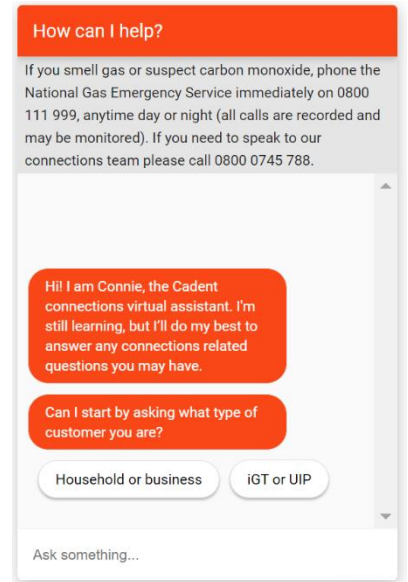 How can I help?
If you smell gas or suspect carbon monoxide, phone the
National Gas Emergency Service immediately on 0800
111 999, anytime day or night (all calls are recorded and
may be monitored). If you need to speak to our
connections team please call 0800 0745 788.
Hi! I am Connie, the Cadent
connections virtual assistant. I'm
still learning, but I'll do my best to
answer any connections related
questions you may have.
Can I start by asking what type of
customer you are?
Household or business
iGT or UIP
Ask something...